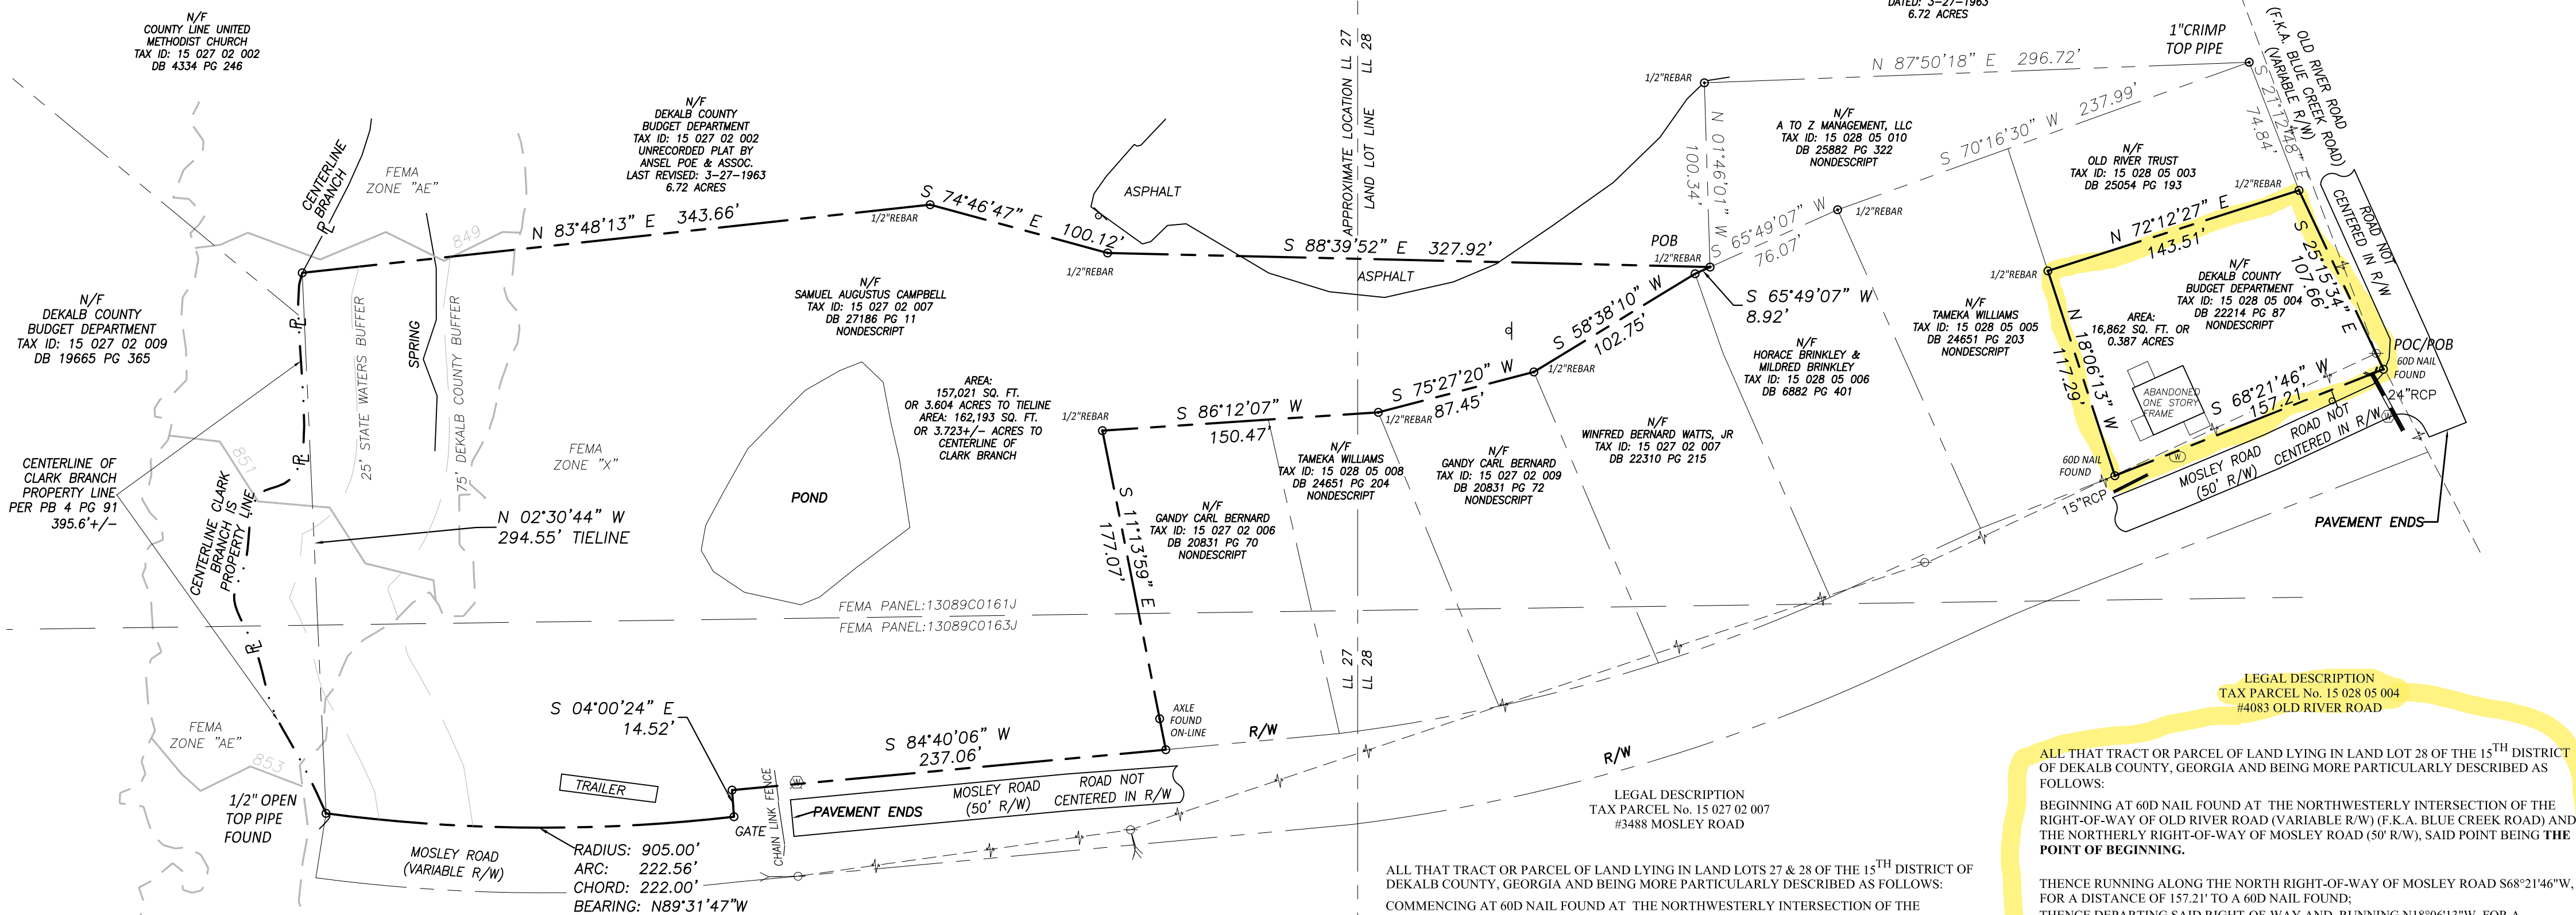 N/F
COUNTY LINE UNITED
METHODIST CHURCH
TAX ID: 15 027 02 002
DB 4334 PG 246
DATED: 3-27-1963
6.72 ACRES
N/F
DEKALB COUNTY
BUDGET DEPARTMENT
TAX ID: 15 027 02 002
UNRECORDED PLAT BY
ANSEL POE & ASSOC.
LAST REVISED: 3-27-1963
6.72 ACRES
CENTERLINE
BRANCH
FEMA
ZONE "AE"
849
N 83°48'13" E 343.66'
1/2"REBAR
S 74°46'47" E
100.12'
1/2"REBAR
ASPHALT
APPROXIMATE LOCATION LL 27
LAND LOT LINE LL 28
S 88°39'52" E 327.92'
ASPHALT
POB
1/2"REBAR
1/2"REBAR
N 01°46'01" W
100.34'
N 87°50'18" E 296.72'
1"CRIMP
TOP PIPE
N/F
A TO Z MANAGEMENT, LLC
TAX ID: 15 028 05 010
DB 25882 PG 322
NONDESCRIPT
S 70°16'30" W 237.99'
S 65°49'07" W
76.07'
1/2"REBAR
OLD RIVER ROAD
(F.K.A. BLUE CREEK ROAD)
(VARIABLE R/W)
S 21°12'48" E
74.84'
N/F
OLD RIVER TRUST
TAX ID: 15 028 05 003
DB 25054 PG 193
1/2"REBAR
ROAD NOT
CENTERED IN R/W
N 72°12'27" E
143.51'
1/2"REBAR
S 25°15'34" E
107.66'
N/F
DEKALB COUNTY
BUDGET DEPARTMENT
TAX ID: 15 028 05 004
DB 22214 PG 87
NONDESCRIPT
AREA:
16,862 SQ. FT. OR
0.387 ACRES
N 18°06'13" W
117.29'
ABANDONED
ONE STORY
FRAME
S 68°21'46" W
157.21'
POC/POB
60D NAIL
FOUND
24"RCP
W
W
60D NAIL
FOUND
15"RCP
MOSLEY ROAD
(50' R/W)
ROAD NOT
CENTERED IN R/W
PAVEMENT ENDS
N/F
TAMEKA WILLIAMS
TAX ID: 15 028 05 005
DB 24651 PG 203
NONDESCRIPT
N/F
HORACE BRINKLEY &
MILDRED BRINKLEY
TAX ID: 15 028 05 006
DB 6882 PG 401
S 65°49'07" W
8.92'
S 58°38'10" W
102.75'
1/2"REBAR
S 75°27'20" W
87.45'
1/2"REBAR
N/F
WINFRED BERNARD WATTS, JR
TAX ID: 15 027 02 007
DB 22310 PG 215
N/F
GANDY CARL BERNARD
TAX ID: 15 027 02 009
DB 20831 PG 72
NONDESCRIPT
N/F
TAMEKA WILLIAMS
TAX ID: 15 028 05 008
DB 24651 PG 204
NONDESCRIPT
S 86°12'07" W
150.47'
1/2"REBAR
N/F
GANDY CARL BERNARD
TAX ID: 15 027 02 006
DB 20831 PG 70
NONDESCRIPT
S 11°13'59" E
177.07'
AXLE
FOUND
ON-LINE
N/F
SAMUEL AUGUSTUS CAMPBELL
TAX ID: 15 027 02 007
DB 27186 PG 11
NONDESCRIPT
AREA:
157,021 SQ. FT.
OR 3.604 ACRES TO TIELINE
AREA: 162,193 SQ. FT.
OR 3.723+/- ACRES TO
CENTERLINE OF
CLARK BRANCH
POND
N/F
DEKALB COUNTY
BUDGET DEPARTMENT
TAX ID: 15 027 02 009
DB 19665 PG 365
25' STATE WATERS BUFFER
SPRING
75' DEKALB COUNTY BUFFER
FEMA
ZONE "X"
851
CENTERLINE OF
CLARK BRANCH
PROPERTY LINE
PER PB 4 PG 91
395.6'+/-
CENTERLINE CLARK
BRANCH IS
PROPERTY LINE
N 02°30'44" W
294.55' TIELINE
FEMA PANEL:13089C0161J
FEMA PANEL:13089C0163J
LL 27
LL 28
FEMA
ZONE "AE"
853
1/2" OPEN
TOP PIPE
FOUND
TRAILER
S 04°00'24" E
14.52'
S 84°40'06" W
237.06'
GATE
CHAIN LINK FENCE
PAVEMENT ENDS
MOSLEY ROAD
(50' R/W)
ROAD NOT
CENTERED IN R/W
R/W
R/W
MOSLEY ROAD
(VARIABLE R/W)
RADIUS: 905.00'
ARC: 222.56'
CHORD: 222.00'
BEARING: N89°31'47"W
LEGAL DESCRIPTION
TAX PARCEL No. 15 027 02 007
#3488 MOSLEY ROAD
ALL THAT TRACT OR PARCEL OF LAND LYING IN LAND LOTS 27 & 28 OF THE 15TH DISTRICT OF
DEKALB COUNTY, GEORGIA AND BEING MORE PARTICULARLY DESCRIBED AS FOLLOWS:
COMMENCING AT 60D NAIL FOUND AT THE NORTHWESTERLY INTERSECTION OF THE
LEGAL DESCRIPTION
TAX PARCEL No. 15 028 05 004
#4083 OLD RIVER ROAD
ALL THAT TRACT OR PARCEL OF LAND LYING IN LAND LOT 28 OF THE 15TH DISTRICT
OF DEKALB COUNTY, GEORGIA AND BEING MORE PARTICULARLY DESCRIBED AS
FOLLOWS:
BEGINNING AT 60D NAIL FOUND AT THE NORTHWESTERLY INTERSECTION OF THE
RIGHT-OF-WAY OF OLD RIVER ROAD (VARIABLE R/W) (F.K.A. BLUE CREEK ROAD) AND
THE NORTHERLY RIGHT-OF-WAY OF MOSLEY ROAD (50' R/W), SAID POINT BEING THE
POINT OF BEGINNING.
THENCE RUNNING ALONG THE NORTH RIGHT-OF-WAY OF MOSLEY ROAD S68°21'46"W,
FOR A DISTANCE OF 157.21' TO A 60D NAIL FOUND;
THENCE DEPARTING SAID RIGHT-OF-WAY AND RUNNING N18°06'13"W, FOR A